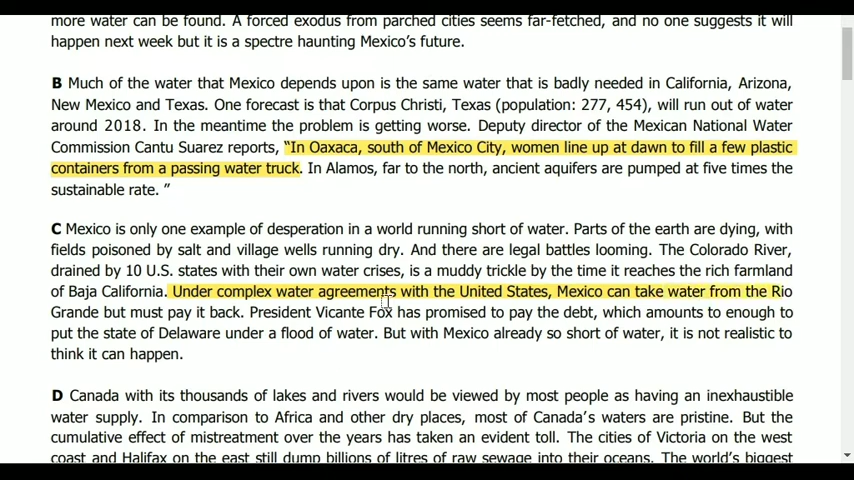 more water can be found. A forced exodus from parched cities seems far-fetched, and no one suggests it will
happen next week but it is a spectre haunting Mexico's future.
B Much of the water that Mexico depends upon is the same water that is badly needed in California, Arizona,
New Mexico and Texas. One forecast is that Corpus Christi, Texas (population: 277, 454), will run out of water
around 2018. In the meantime the problem is getting worse. Deputy director of the Mexican National Water
Commission Cantu Suarez reports, “In Oaxaca, south of Mexico City, women line up at dawn to fill a few plastic
containers from a passing water truck. In Alamos, far to the north, ancient aquifers are pumped at five times the
sustainable rate. ”
C Mexico is only one example of desperation in a world running short of water. Parts of the earth are dying, with
fields poisoned by salt and village wells running dry. And there are legal battles looming. The Colorado River,
drained by 10 U.S. states with their own water crises, is a muddy trickle by the time it reaches the rich farmland
of Baja California. Under complex water agreements with the United States, Mexico can take water from the Rio
Grande but must pay it back. President Vicante Fox has promised to pay the debt, which amounts to enough to
put the state of Delaware under a flood of water. But with Mexico already so short of water, it is not realistic to
think it can happen.
D Canada with its thousands of lakes and rivers would be viewed by most people as having an inexhaustible
water supply. In comparison to Africa and other dry places, most of Canada's waters are pristine. But the
cumulative effect of mistreatment over the years has taken an evident toll. The cities of Victoria on the west
coast and Halifax on the east still dump billions of litres of raw sewage into their oceans. The world's biggest